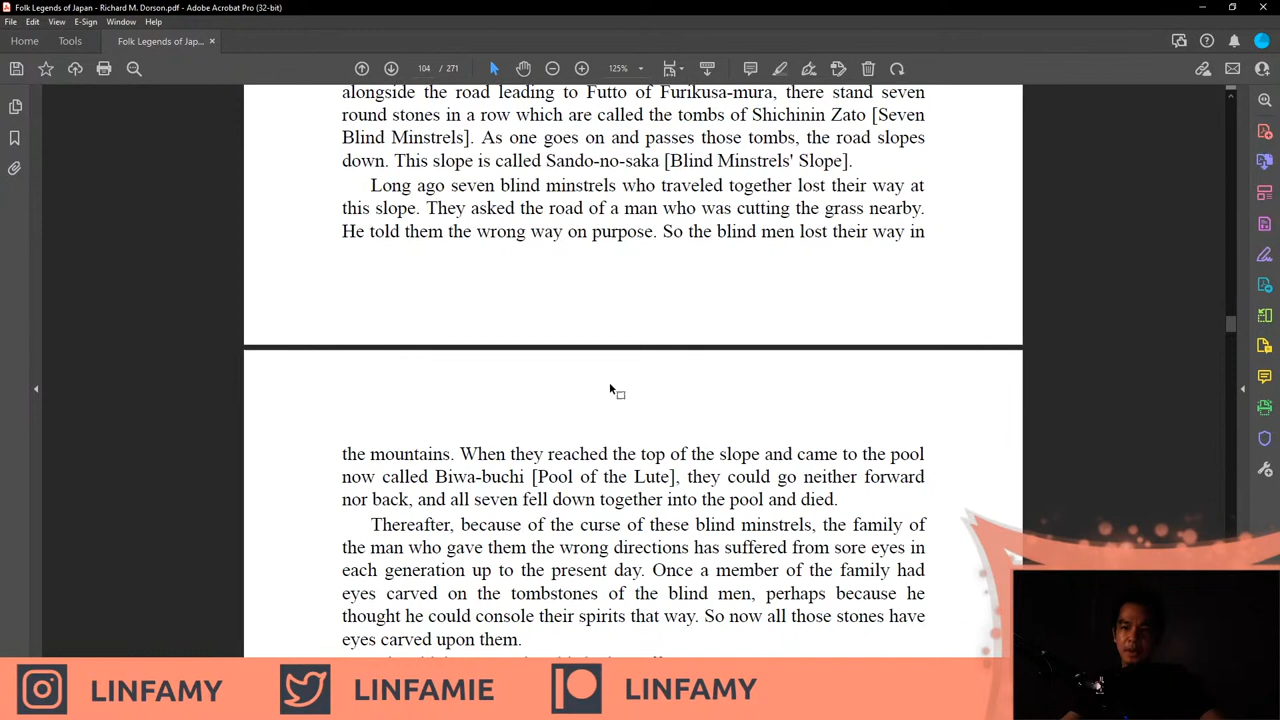 Folk Legends of Japan - Richard M. Dorson.pdf - Adobe Acrobat Pro (32-bit)
File Edit View E-Sign Window Help
Home Tools Folk Legends of Jap... ×
104 / 271 125%
alongside the road leading to Futto of Furikusa-mura, there stand seven
round stones in a row which are called the tombs of Shichinin Zato [Seven
Blind Minstrels]. As one goes on and passes those tombs, the road slopes
down. This slope is called Sando-no-saka [Blind Minstrels' Slope].
Long ago seven blind minstrels who traveled together lost their way at
this slope. They asked the road of a man who was cutting the grass nearby.
He told them the wrong way on purpose. So the blind men lost their way in
the mountains. When they reached the top of the slope and came to the pool
now called Biwa-buchi [Pool of the Lute], they could go neither forward
nor back, and all seven fell down together into the pool and died.
Thereafter, because of the curse of these blind minstrels, the family of
the man who gave them the wrong directions has suffered from sore eyes in
each generation up to the present day. Once a member of the family had
eyes carved on the tombstones of the blind men, perhaps because he
thought he could console their spirits that way. So now all those stones have
eyes carved upon them.
LINFAMY LINFAMIE LINFAMY